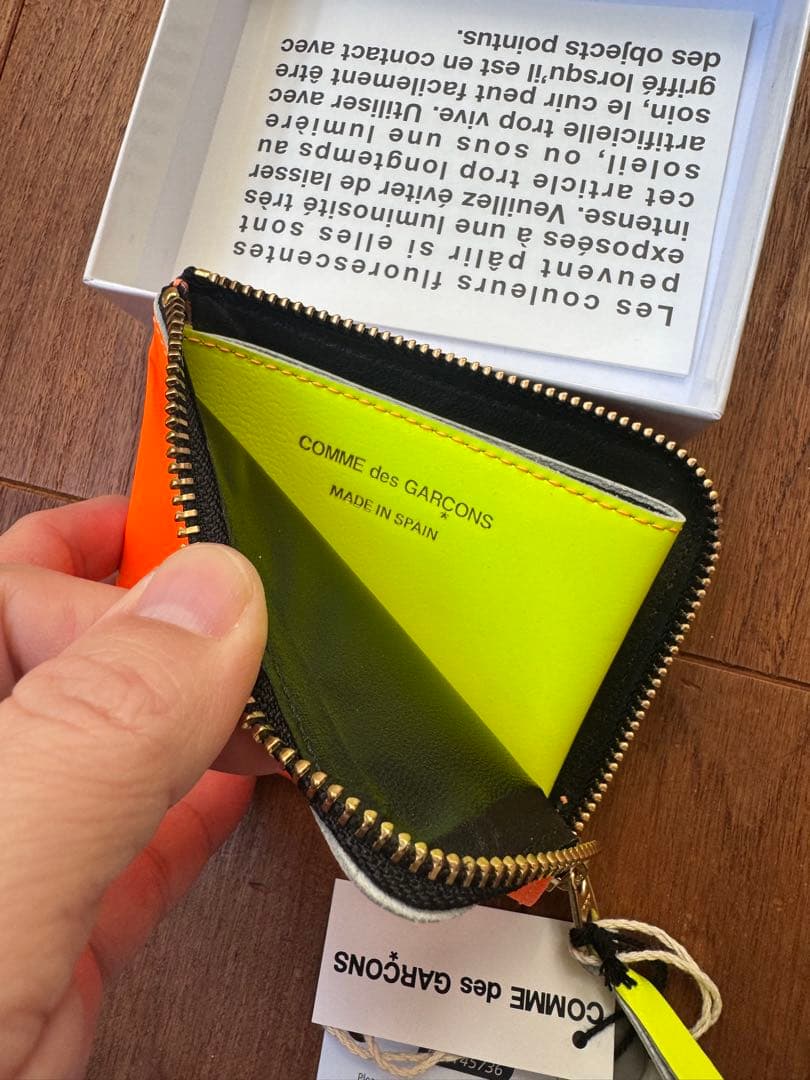 Les couleurs fluorescentes
peuvent pâlir si elles sont
exposées à une luminosité très
intense. Veuillez éviter de laisser
cet article trop longtemps au
soleil, ou sous une lumière
artificielle trop vive. Utiliser avec
soin, le cuir peut facilement être
griffé lorsqu'il est en contact avec
des objects pointus.
COMME des GARÇONS
MADE IN SPAIN
COMME des GARÇONS